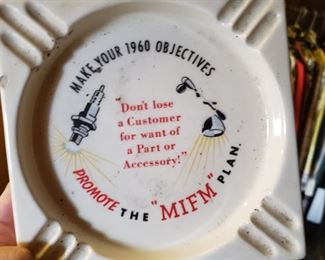 MAKE YOUR 1960 OBJECTIVES
"Don't lose
a Customer
for want of
a Part or
Accessory!"
PROMOTE THE "MIFM" PLAN.